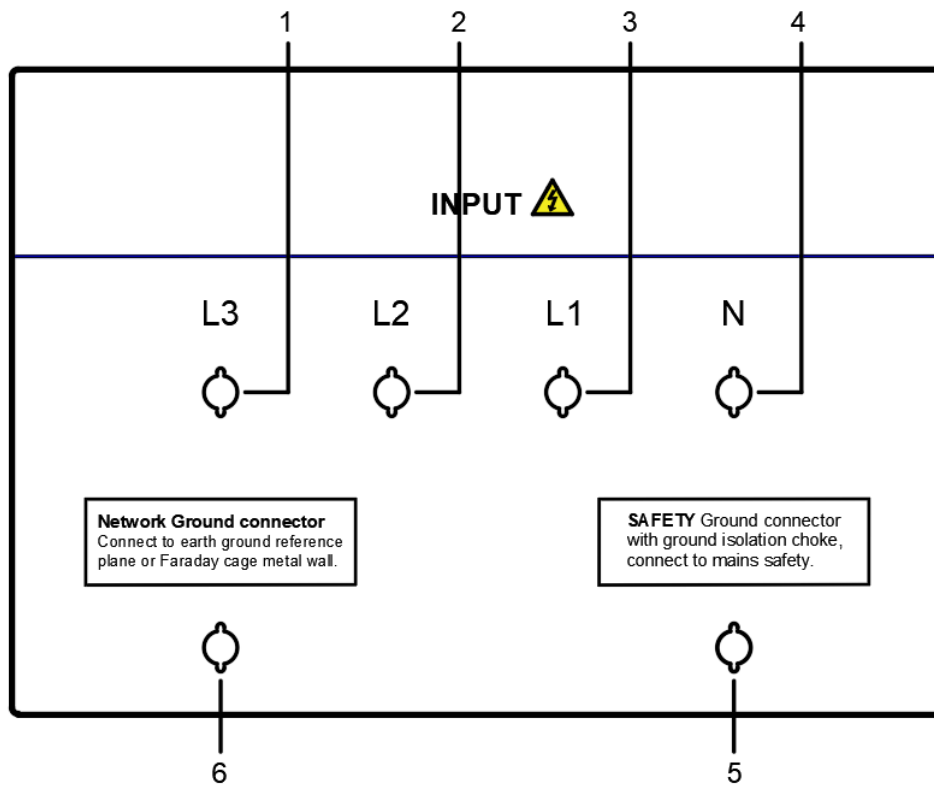 1 2 3 4
INPUT
L3 L2 L1 N
Network Ground connector
Connect to earth ground reference
plane or Faraday cage metal wall.
SAFETY Ground connector
with ground isolation choke,
connect to mains safety.
6 5